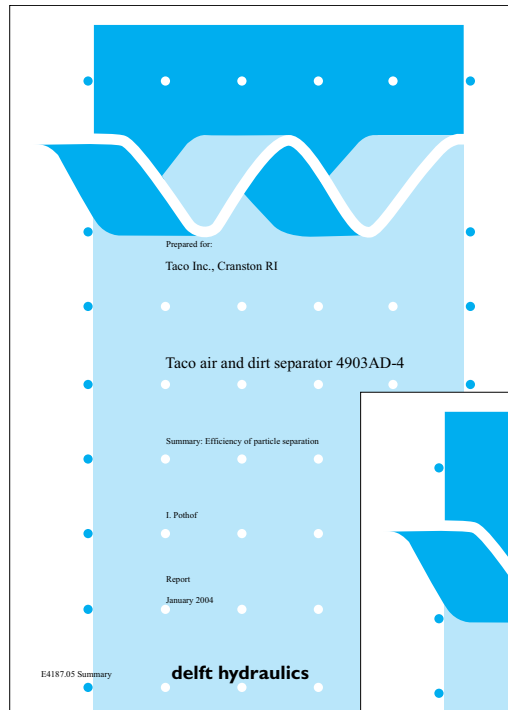 Prepared for:
Taco Inc., Cranston RI
Taco air and dirt separator 4903AD-4
Summary: Efficiency of particle separation
I. Pothof
Report
January 2004
E4187.05 Summary
delft hydraulics